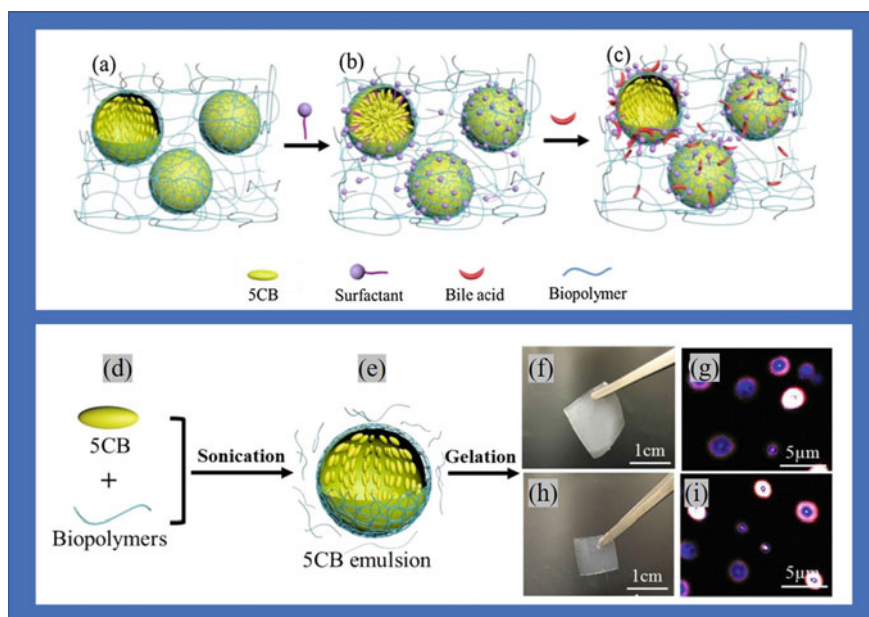 (a)
(b)
(c)
5CB
Surfactant
Bile acid
Biopolymer
(d)
(e)
(f)
(g)
5CB
+
Biopolymers
Sonication
5CB emulsion
Gelation
1cm
5μm
(h)
(i)
1cm
5μm